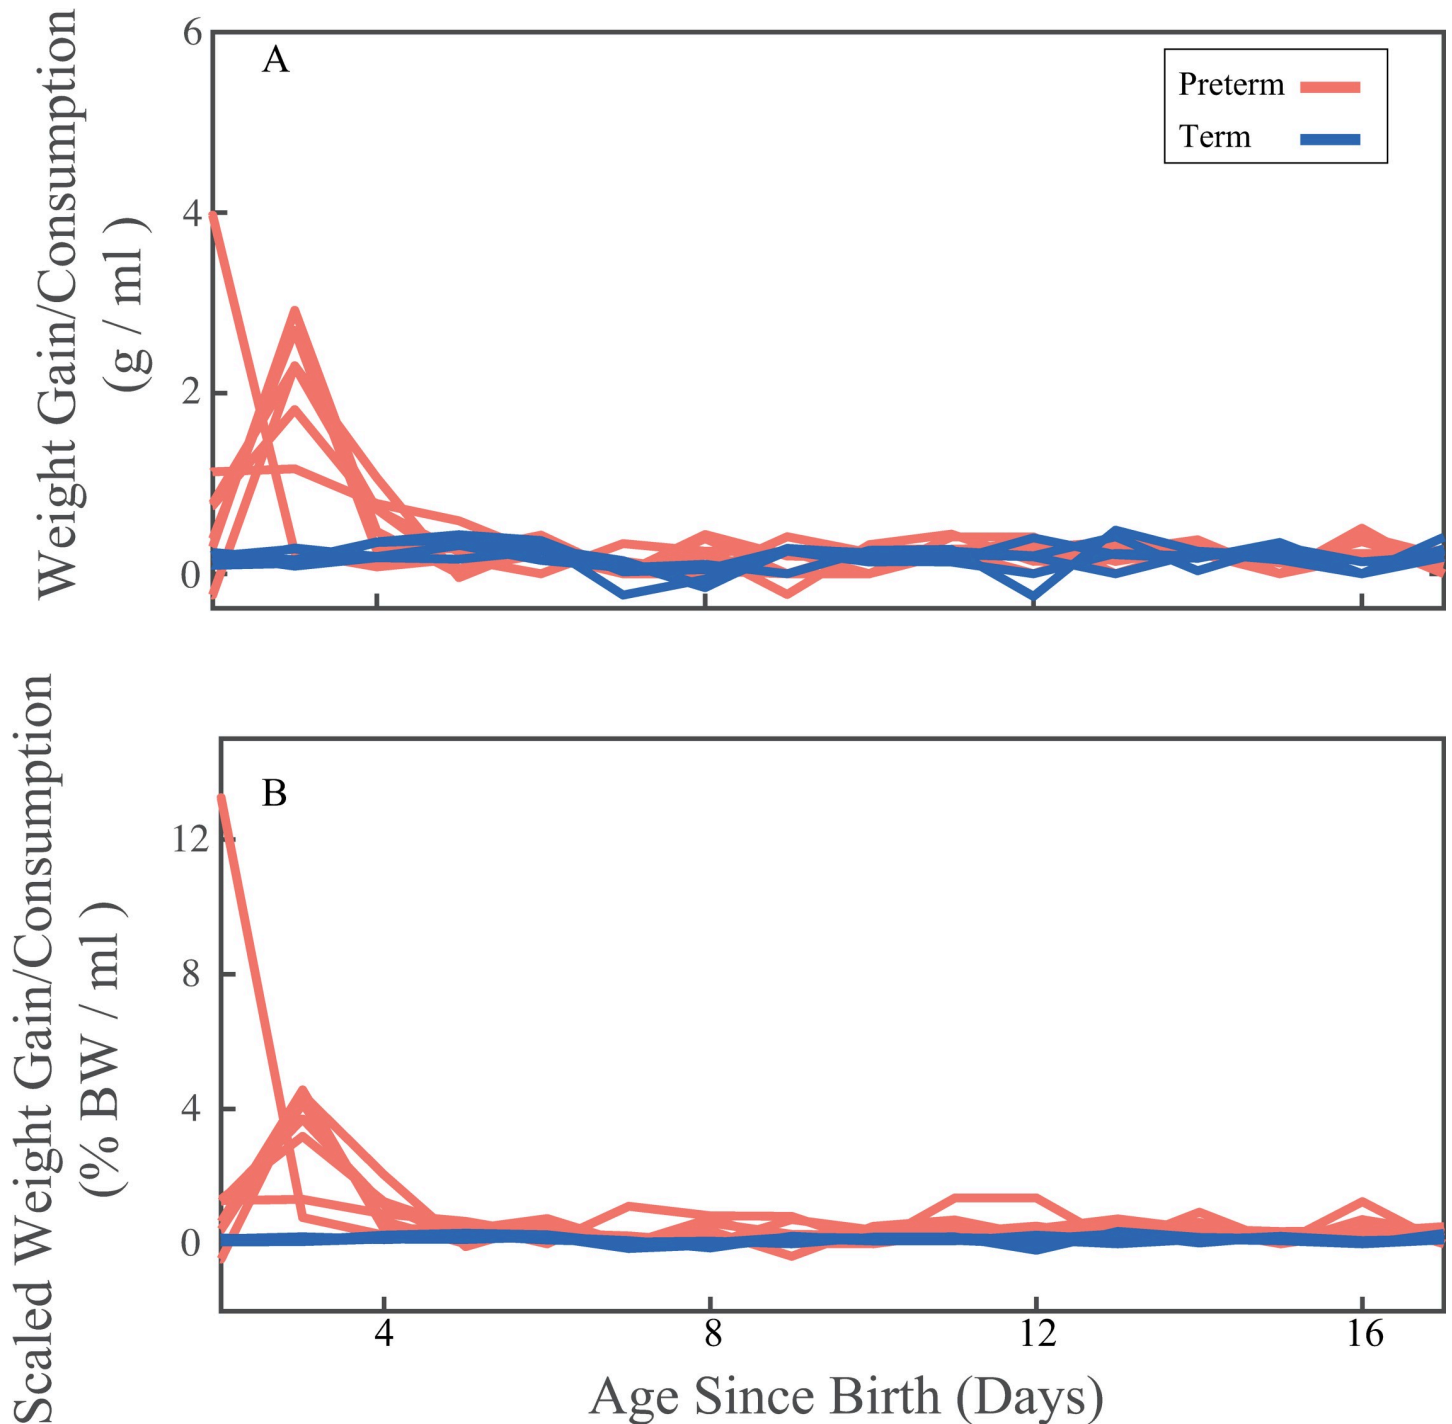 Weight Gain/Consumption
(g / ml )
6
4
2
0
A
Preterm
Term
Scaled Weight Gain/Consumption
(% BW / ml )
12
8
4
0
B
4 8 12 16
Age Since Birth (Days)